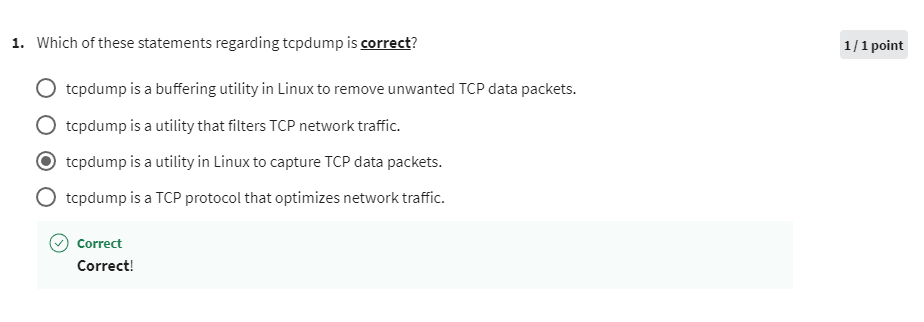 1. Which of these statements regarding tcpdump is correct?
1 / 1 point
tcpdump is a buffering utility in Linux to remove unwanted TCP data packets.
tcpdump is a utility that filters TCP network traffic.
tcpdump is a utility in Linux to capture TCP data packets.
tcpdump is a TCP protocol that optimizes network traffic.
Correct
Correct!